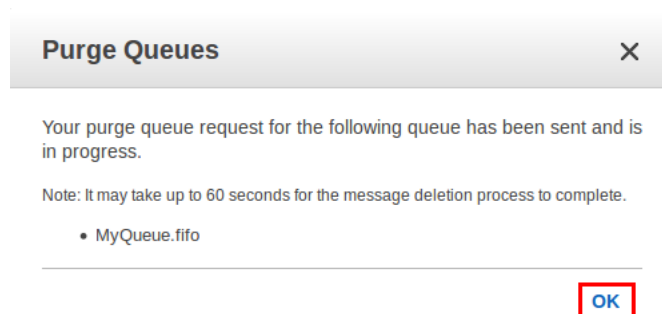 Purge Queues
Your purge queue request for the following queue has been sent and is
in progress.
Note: It may take up to 60 seconds for the message deletion process to complete.
• MyQueue.fifo
OK